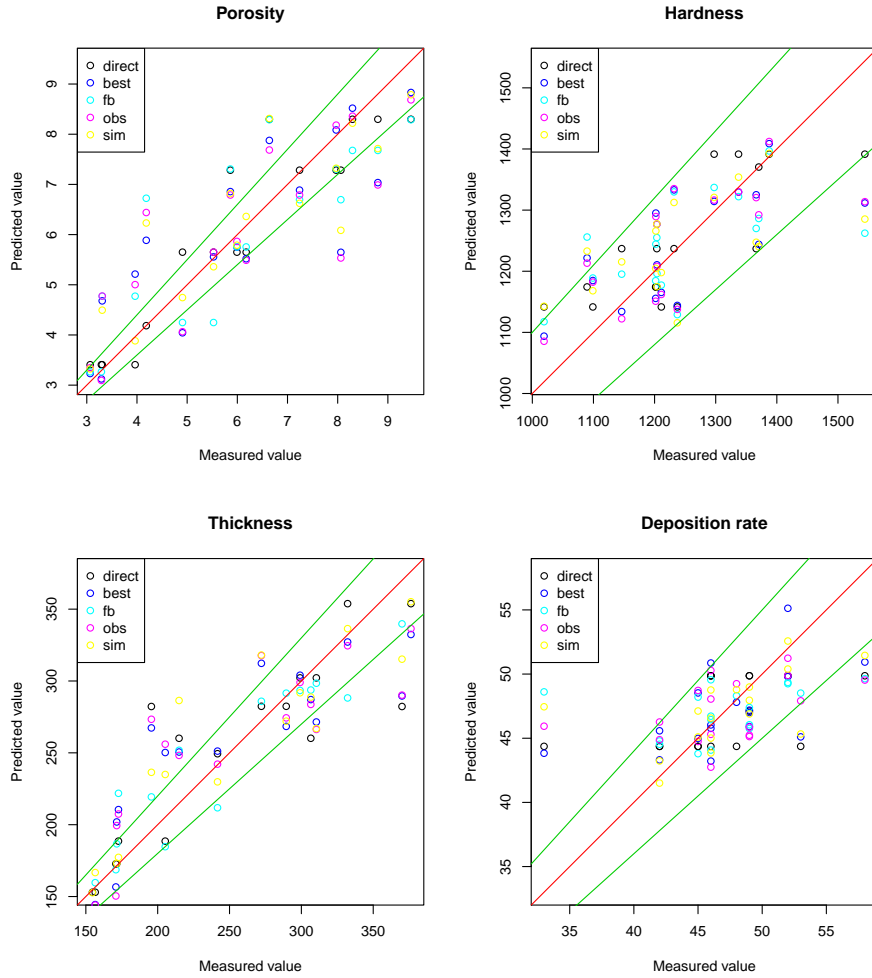 Porosity
direct
best
fb
obs
sim
3 4 5 6 7 8 9
3 4 5 6 7 8 9
Measured value
Predicted value
Hardness
direct
best
fb
obs
sim
1000 1100 1200 1300 1400 1500
1000 1100 1200 1300 1400 1500
Measured value
Predicted value
Thickness
direct
best
fb
obs
sim
150 200 250 300 350
150 200 250 300 350
Measured value
Predicted value
Deposition rate
direct
best
fb
obs
sim
35 40 45 50 55
35 40 45 50 55
Measured value
Predicted value